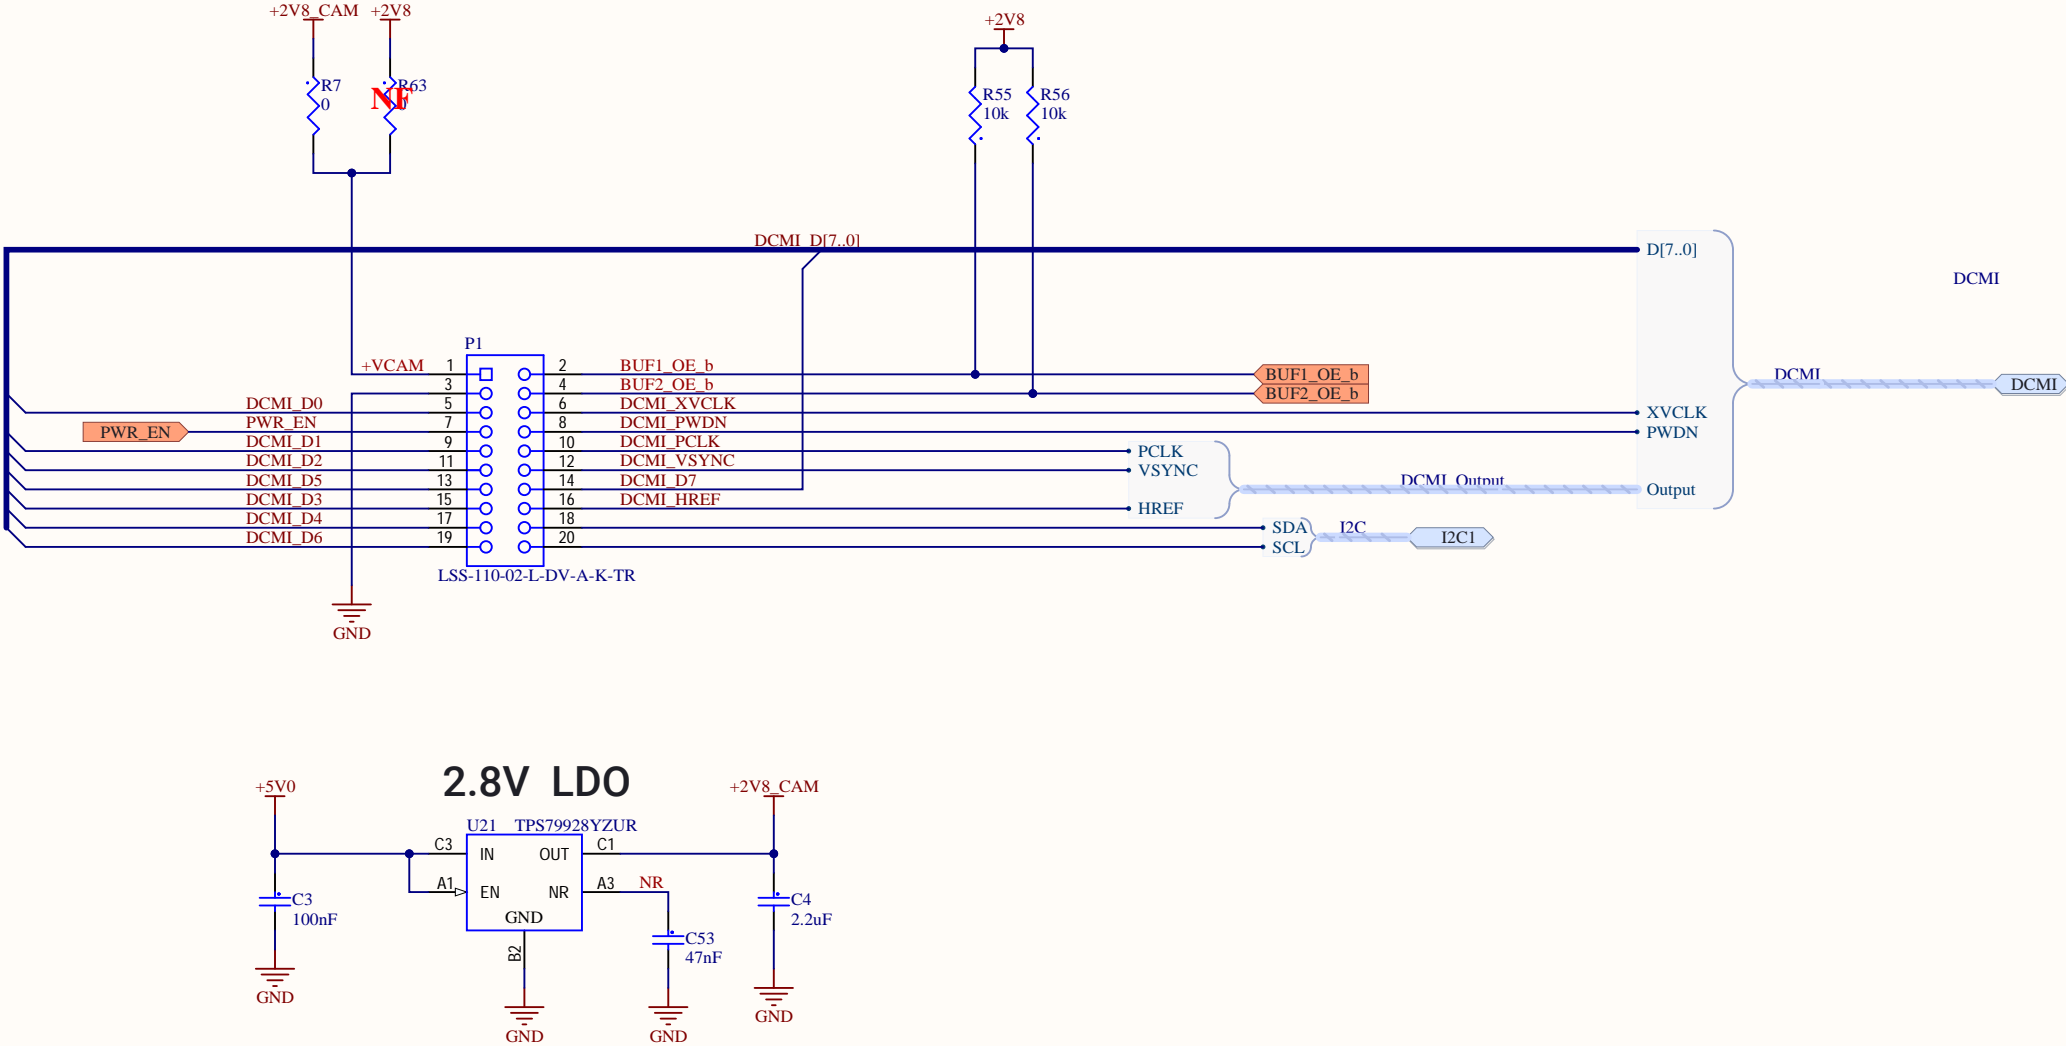 +2V8_CAM +2V8
+2V8
R7
0
R63
0
NF
R55
10k
R56
10k
DCMI_D[7..0]
D[7..0]
DCMI
P1
+VCAM 1 2 BUF1_OE_b BUF1_OE_b
3 4 BUF2_OE_b BUF2_OE_b
DCMI DCMI
DCMI_D0 5 6 DCMI_XVCLK XVCLK
PWR_EN PWR_EN 7 8 DCMI_PWDN PWDN
DCMI_D1 9 10 DCMI_PCLK PCLK
DCMI_D2 11 12 DCMI_VSYNC VSYNC
DCMI_D5 13 14 DCMI_D7 DCMI_Output Output
DCMI_D3 15 16 DCMI_HREF HREF
DCMI_D4 17 18 SDA I2C
DCMI_D6 19 20 SCL I2C1
LSS-110-02-L-DV-A-K-TR
GND
2.8V LDO
+5V0
+2V8_CAM
U21 TPS79928YZUR
C3 IN OUT C1
A1 EN NR A3 NR
GND
B2
C3
100nF
C4
2.2uF
C53
47nF
GND
GND
GND
GND